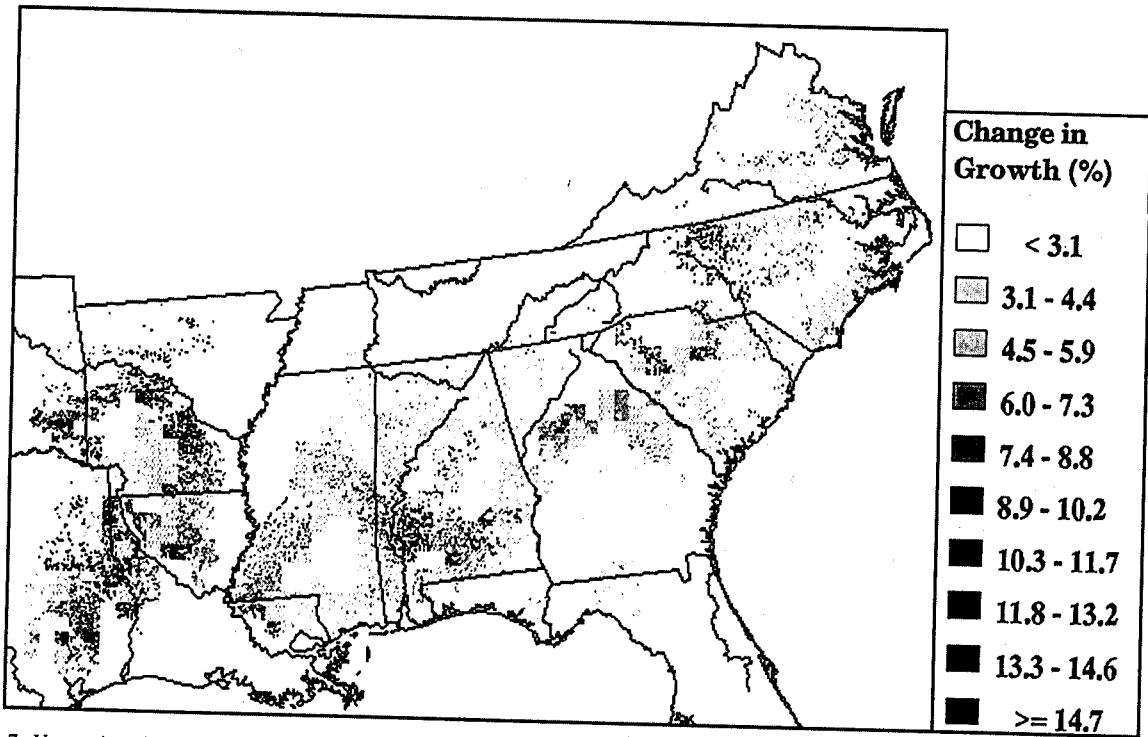 Change in
Growth (%)
< 3.1
3.1 - 4.4
4.5 - 5.9
6.0 - 7.3
7.4 - 8.8
8.9 - 10.2
10.3 - 11.7
11.8 - 13.2
13.3 - 14.6
>= 14.7